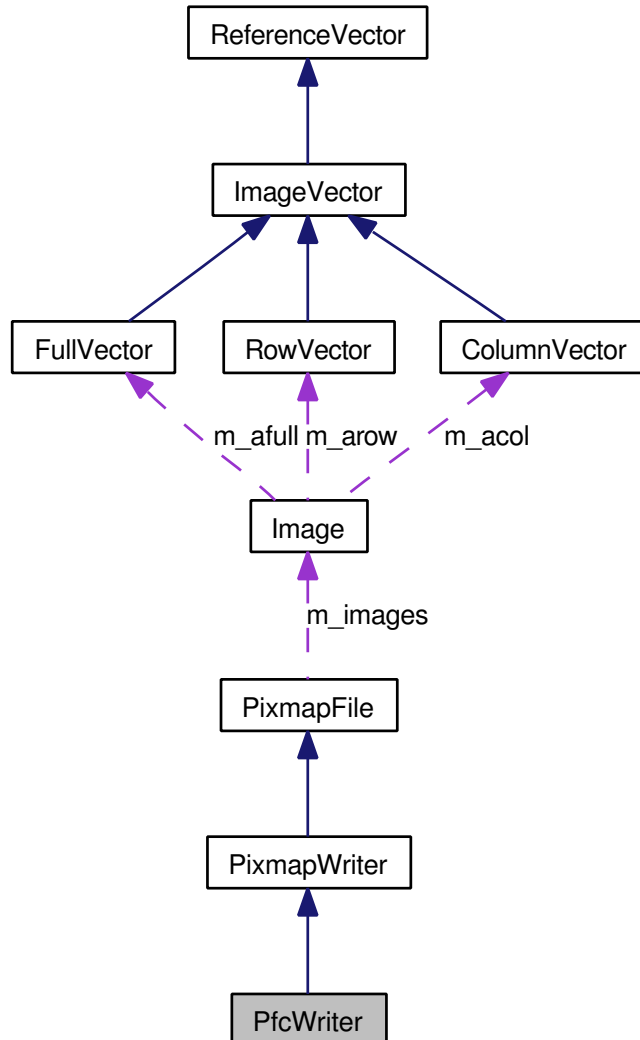 ReferenceVector
ImageVector
FullVector
RowVector
ColumnVector
m_afull
m_arow
m_acol
Image
m_images
PixmapFile
PixmapWriter
PfcWriter